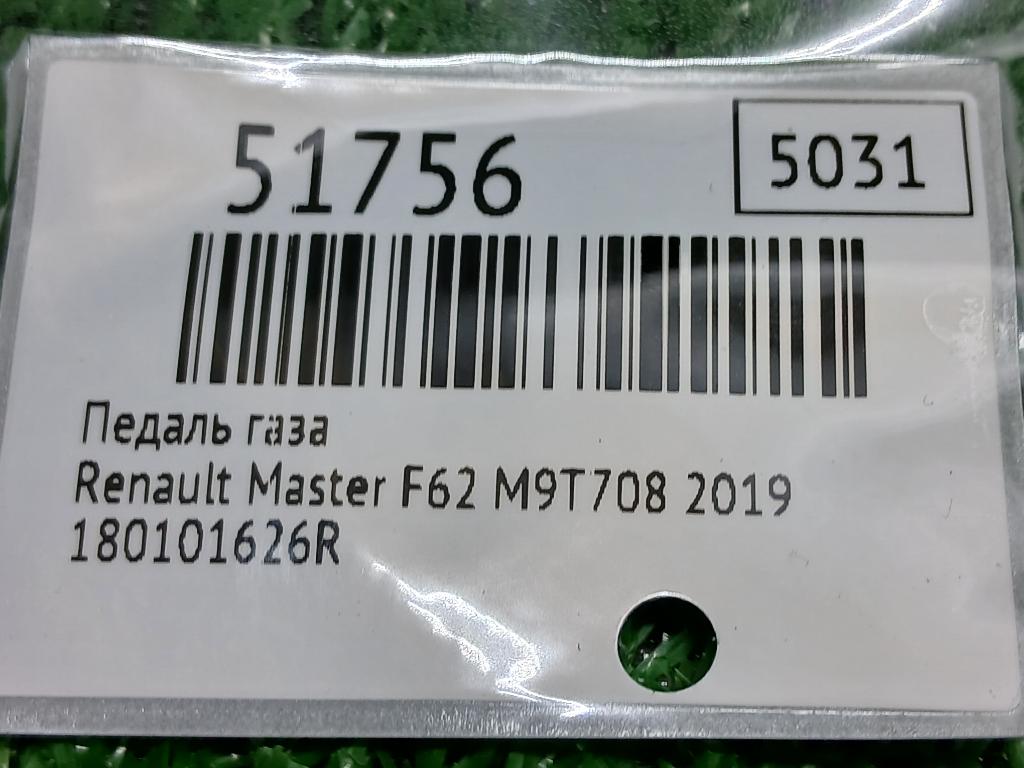 51756
5031
Педаль газа
Renault Master F62 M9T708 2019
180101626R